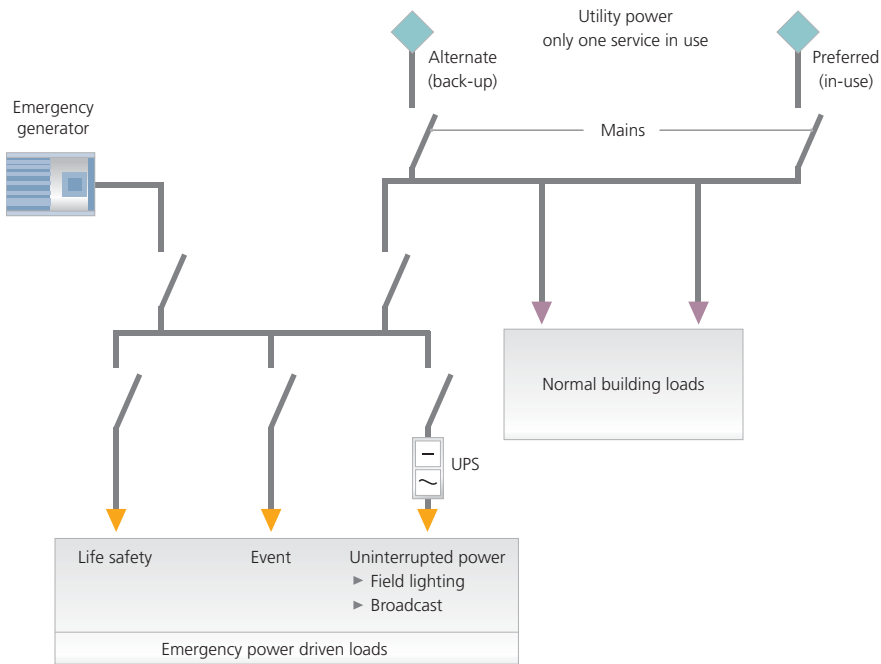 Utility power
only one service in use
Alternate
(back-up)
Preferred
(in-use)
Emergency
generator
Mains
Normal building loads
UPS
Life safety
Event
Uninterrupted power
► Field lighting
► Broadcast
Emergency power driven loads